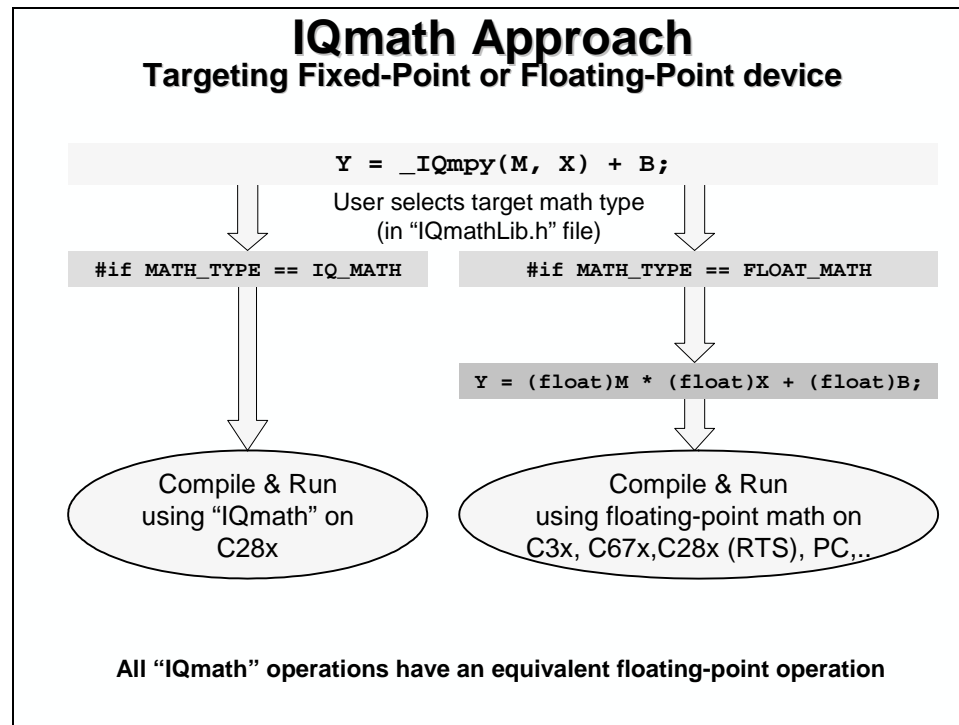 IQmath Approach
Targeting Fixed-Point or Floating-Point device
Y = _IQmpy(M, X) + B;
User selects target math type
(in “IQmathLib.h” file)
#if MATH_TYPE == IQ_MATH
#if MATH_TYPE == FLOAT_MATH
Y = (float)M * (float)X + (float)B;
Compile & Run
using “IQmath” on
C28x
Compile & Run
using floating-point math on
C3x, C67x,C28x (RTS), PC,..
All “IQmath” operations have an equivalent floating-point operation